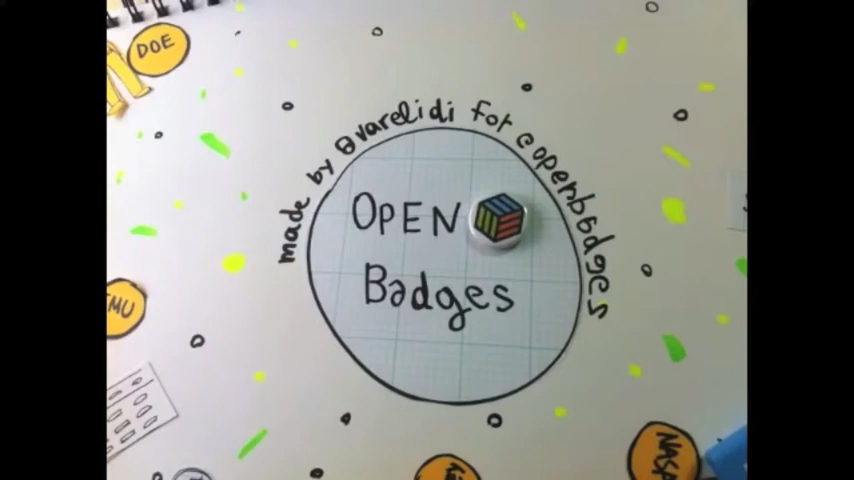 DOE
made by @varelidi for @openbadges
OPEN
Badges
MU
NASA